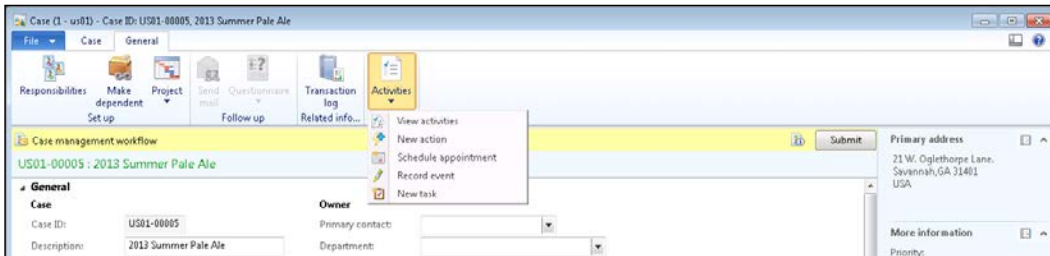 Case (1 - us01) - Case ID: US01-00005, 2013 Summer Pale Ale
File Case General
Responsibilities Make dependent Project Send mail Questionnaire Transaction log Activities
Set up Follow up Related info...
View activities
New action
Schedule appointment
Record event
New task
Case management workflow Submit
US01-00005 : 2013 Summer Pale Ale
General
Case Owner
Case ID: US01-00005 Primary contact:
Description: 2013 Summer Pale Ale Department:
Primary address
21 W. Oglethorpe Lane.
Savannah,GA 31401
USA
More information
Priority: